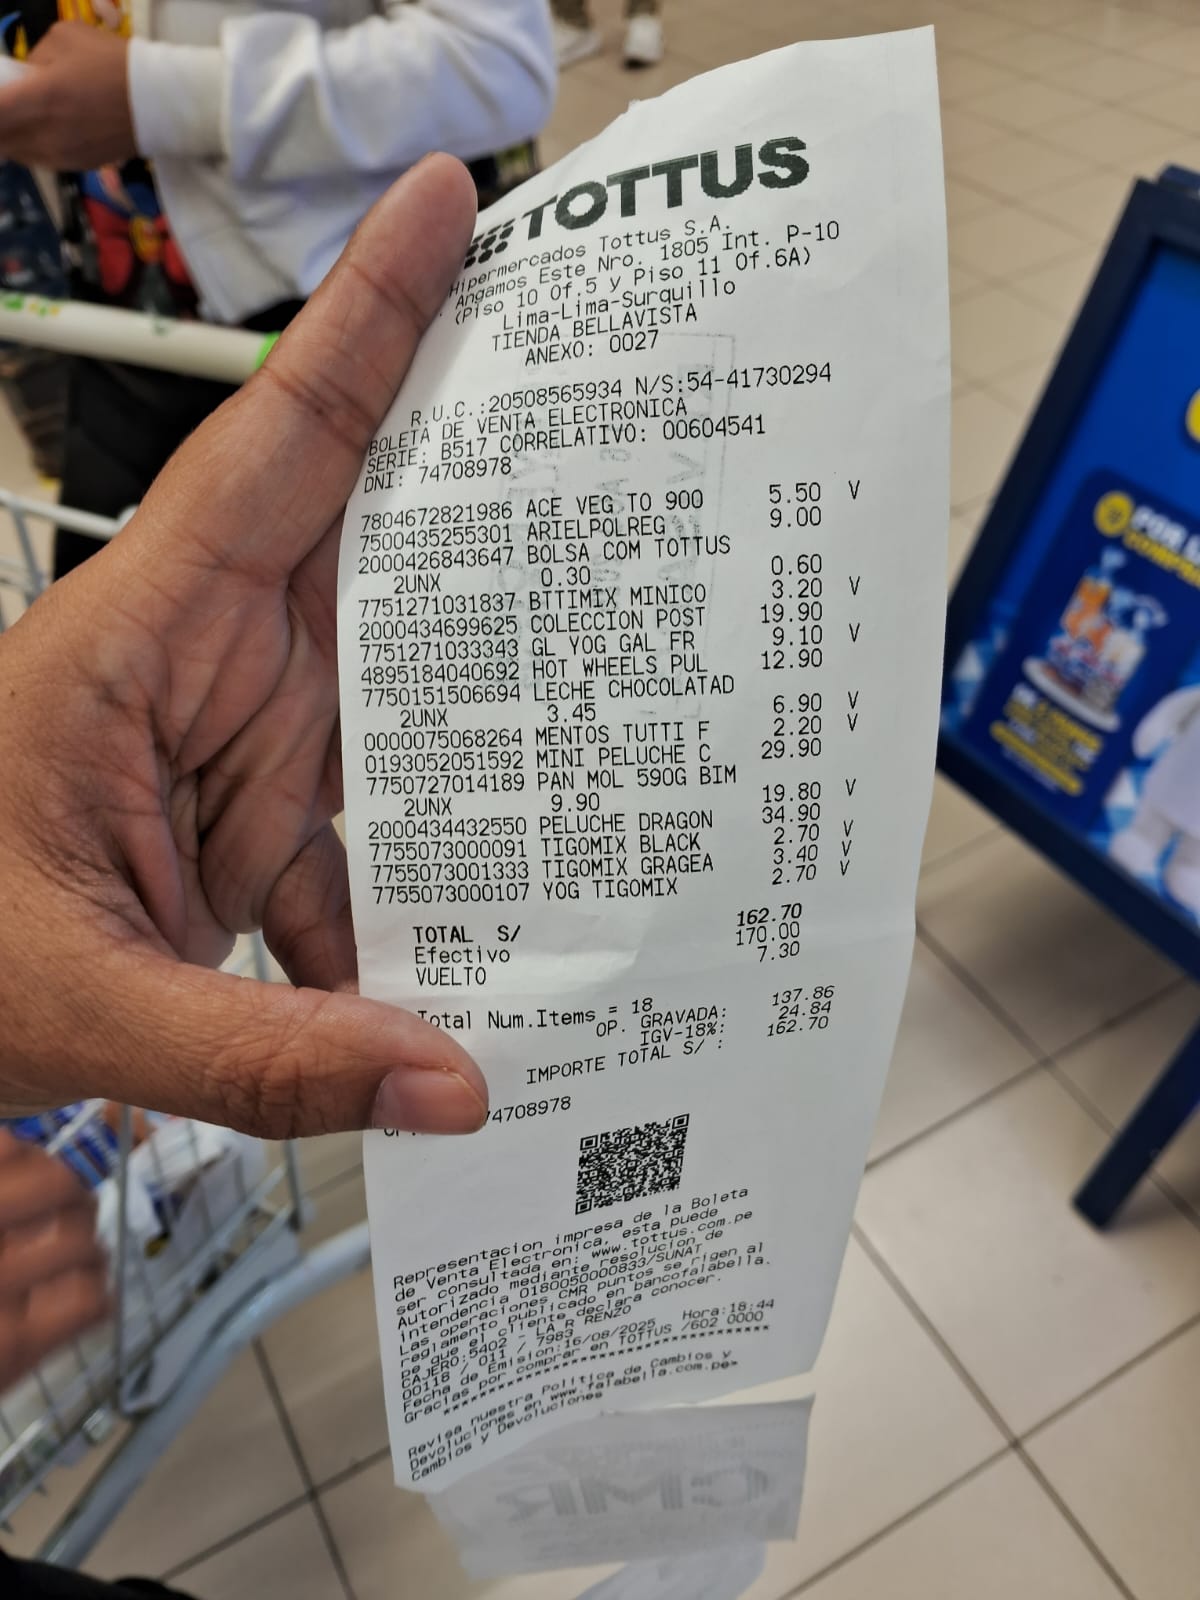 TOTTUS
Hipermercados Tottus S.A.
Angamos Este Nro. 1805 Int. P-10
(Piso 10 Of.5 y Piso 11 Of.6A)
Lima-Lima-Surquillo
TIENDA BELLAVISTA
ANEXO: 0027
R.U.C.:20508565934 N/S:54-41730294
BOLETA DE VENTA ELECTRONICA
SERIE: B517 CORRELATIVO: 00604541
DNI: 74708978
7804672821986 ACE VEG TO 900 5.50 V
7500435255301 ARIELPOLREG 9.00
2000426843647 BOLSA COM TOTTUS
2UNX 0.30 0.60
7751271031837 BTTIMIX MINICO 3.20 V
2000434699625 COLECCION POST 19.90
7751271033343 GL YOG GAL FR 9.10 V
4895184040692 HOT WHEELS PUL 12.90
7750151506694 LECHE CHOCOLATAD
2UNX 3.45 6.90 V
0000075068264 MENTOS TUTTI F 2.20 V
0193052051592 MINI PELUCHE C 29.90
7750727014189 PAN MOL 590G BIM
2UNX 9.90 19.80 V
2000434432550 PELUCHE DRAGON 34.90
7755073000091 TIGOMIX BLACK 2.70 V
7755073001333 TIGOMIX GRAGEA 3.40 V
7755073000107 YOG TIGOMIX 2.70 V
TOTAL S/ 162.70
Efectivo 170.00
VUELTO 7.30
Total Num.Items = 18
OP. GRAVADA: 137.86
IGV-18%: 24.84
IMPORTE TOTAL S/ : 162.70
74708978
Representacion impresa de la Boleta
de Venta Electronica, esta puede
ser consultada en: www.tottus.com.pe
Autorizado mediante resolucion de
intendencia 0180050000833/SUNAT
Las operaciones CMR puntos se rigen al
reglamento publicado en bancofalabella.
pe que el cliente declara conocer.
CAJERO:5402 - LA R RENZO
00118 / 011 / 7983 Hora:18:44
Fecha de Emision:16/08/2025 /602 0000
Gracias por comprar en TOTTUS
Revisa nuestra Política de Cambios y
Devoluciones en www.falabella.com.pe>
Cambios y Devoluciones
CMR